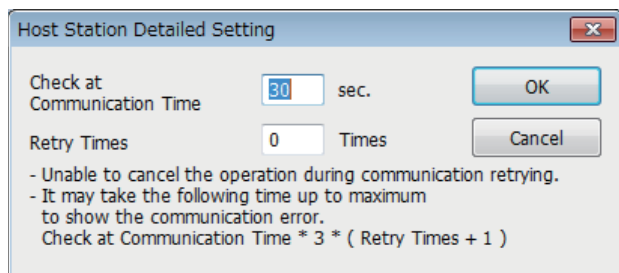 Host Station Detailed Setting
Check at
Communication Time
30 sec.
OK
Retry Times
0 Times
Cancel
- Unable to cancel the operation during communication retrying.
- It may take the following time up to maximum
to show the communication error.
Check at Communication Time * 3 * ( Retry Times + 1 )